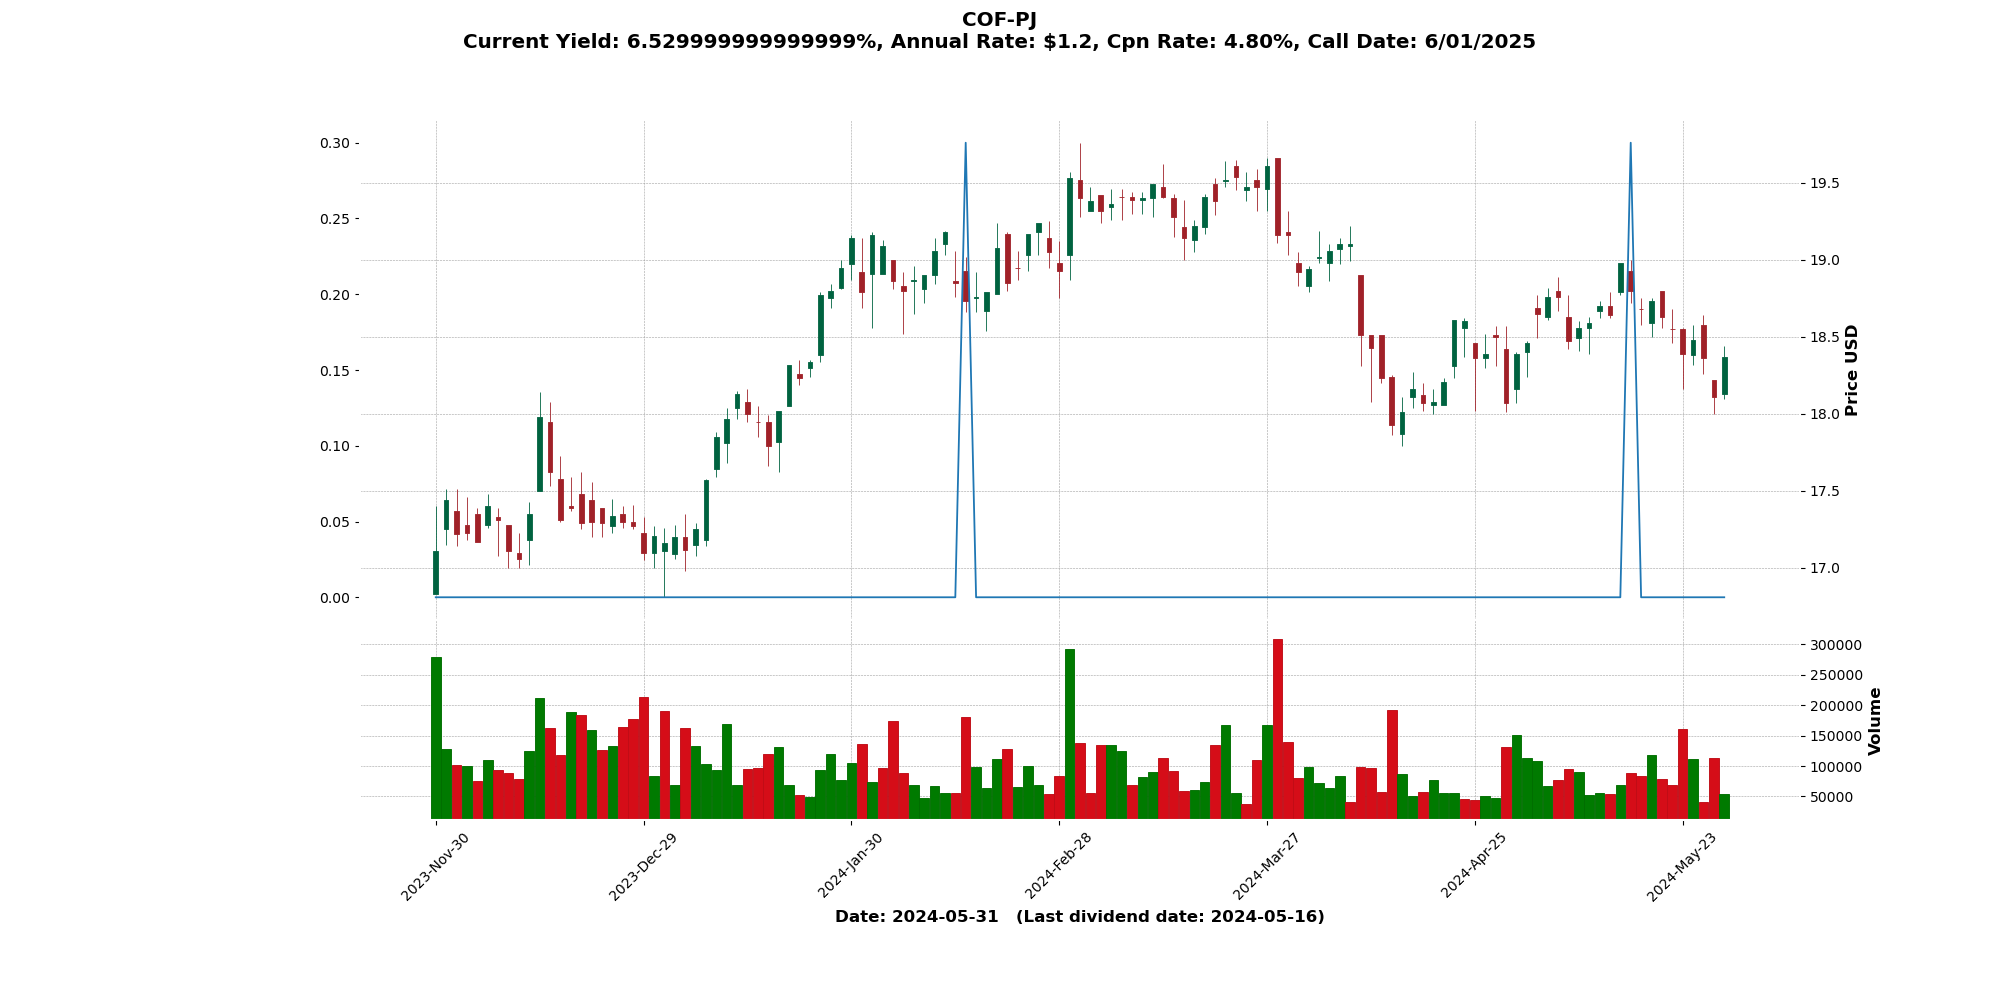 COF-PJ
Current Yield: 6.529999999999999%, Annual Rate: $1.2, Cpn Rate: 4.80%, Call Date: 6/01/2025
0.30
0.25
0.20
0.15
0.10
0.05
0.00
19.5
19.0
18.5
18.0
17.5
17.0
Price USD
300000
250000
200000
150000
100000
50000
Volume
2023-Nov-30
2023-Dec-29
2024-Jan-30
2024-Feb-28
2024-Mar-27
2024-Apr-25
2024-May-23
Date: 2024-05-31 (Last dividend date: 2024-05-16)